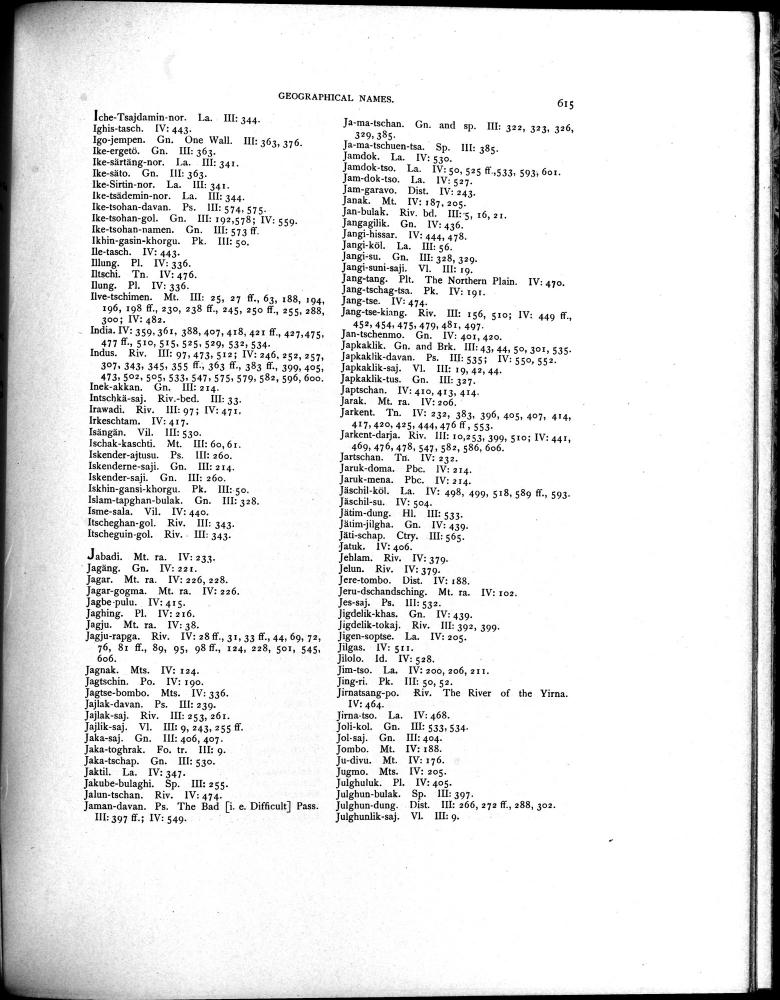 GEOGRAPHICAL NAMES.
615
Iche-Tsajdamin-nor. La. III: 344.
Ighis-tasch. IV: 443.
Igo-jempen. Gn. One Wall. III: 363, 376.
Ike-ergetö. Gn. III: 363.
Ike-särtäng-nor. La. III: 341.
Ike-säto. Gn. III: 363.
Ike-Sirtin-nor. La. III: 341.
Ike-tsädemin-nor. La. III: 344.
Ike-tsohan-davan. Ps. III: 574, 575.
Ike-tsohan-gol. Gn. III: 192,578; IV: 559.
Ike-tsohan-namen. Gn. III: 573 ff.
Ikhin-gasin-khorgu. Pk. III: 50.
Ile-tasch. IV: 443.
Illung. Pl. IV: 336.
Iltschi. Tn. IV: 476.
Ilung. Pl. IV: 336.
Ilve-tschimen. Mt. III: 25, 27 ff., 63, 188, 194,
196, 198 ff., 230, 238 ff., 245, 250 ff., 255, 288,
300; IV: 482.
India. IV: 359, 361, 388, 407, 418, 421 ff., 427, 475,
477 ff., 510, 515, 525, 529, 532, 534.
Indus. Riv. III: 97, 473, 512; IV: 246, 252, 257,
307, 343, 345, 355 ff., 363 ff., 383 ff., 399, 405,
473, 502, 505, 533, 547, 575, 579, 582, 596, 600.
Inek-akkan. Gn. III: 214.
Intschkä-saj. Riv.-bed. III: 33.
Irawadi. Riv. III: 97; IV: 471.
Irkeschtam. IV: 417.
Isängän. Vil. III: 530.
Ischak-kaschti. Mt. III: 60, 61.
Iskender-ajtusu. Ps. III: 260.
Iskenderne-saji. Gn. III: 214.
Iskender-saji. Gn. III: 260.
Iskhin-gansi-khorgu. Pk. III: 50.
Islam-tapghan-bulak. Gn. III: 328.
Isme-sala. Vil. IV: 440.
Itscheghan-gol. Riv. III: 343.
Itscheguin-gol. Riv. III: 343.
Jabadi. Mt. ra. IV: 233.
Jagäng. Gn. IV: 221.
Jagar. Mt. ra. IV: 226, 228.
Jagar-gogma. Mt. ra. IV: 226.
Jagbe-pulu. IV: 415.
Jaghing. Pl. IV: 216.
Jagju. Mt. ra. IV: 38.
Jagju-rapga. Riv. IV: 28 ff., 31, 33 ff., 44, 69, 72,
76, 81 ff., 89, 95, 98 ff., 124, 228, 501, 545,
606.
Jagnak. Mts. IV: 124.
Jagtschin. Po. IV: 190.
Jagtse-bombo. Mts. IV: 336.
Jajlak-davan. Ps. III: 239.
Jajlak-saj. Riv. III: 253, 261.
Jajlik-saj. Vl. III: 9, 243, 255 ff.
Jaka-saj. Gn. III: 406, 407.
Jaka-toghrak. Fo. tr. III: 9.
Jaka-tschap. Gn. III: 530.
Jaktil. La. IV: 347.
Jakube-bulaghi. Sp. III: 255.
Jalun-tschan. Riv. IV: 474.
Jaman-davan. Ps. The Bad [i. e. Difficult] Pass.
III: 397 ff.; IV: 549.
Ja-ma-tschan. Gn. and sp. III: 322, 323, 326,
329, 385.
Ja-ma-tschuen-tsa. Sp. III: 385.
Jamdok. La. IV: 530.
Jamdok-tso. La. IV: 50, 525 ff.,533, 593, 601.
Jam-dok-tso. La. IV: 527.
Jam-garavo. Dist. IV: 243.
Janak. Mt. IV: 187, 205.
Jan-bulak. Riv. bd. III: 5, 16, 21.
Jangagilik. Gn. IV: 436.
Jangi-hissar. IV: 444, 478.
Jangi-köl. La. III: 56.
Jangi-su. Gn. III: 328, 329.
Jangi-suni-saji. Vl. III: 19.
Jang-tang. Plt. The Northern Plain. IV: 470.
Jang-tschag-tsa. Pk. IV: 191.
Jang-tse. IV: 474.
Jang-tse-kiang. Riv. III: 156, 510; IV: 449 ff.,
452, 454, 475, 479, 481, 497.
Jan-tschenmo. Gn. IV: 401, 420.
Japkaklik. Gn. and Brk. III: 43, 44, 50, 301, 535.
Japkaklik-davan. Ps. III: 535; IV: 550, 552.
Japkaklik-saj. Vl. III: 19, 42, 44.
Japkaklik-tus. Gn. III: 327.
Japtschan. IV: 410, 413, 414.
Jarak. Mt. ra. IV: 206.
Jarkent. Tn. IV: 232, 383, 396, 405, 407, 414,
417, 420, 425, 444, 476 ff, 553.
Jarkent-darja. Riv. III: 10,253, 399, 510; IV: 441,
469, 476, 478, 547, 582, 586, 606.
Jartschan. Tn. IV: 232.
Jaruk-doma. Pbc. IV: 214.
Jaruk-mena. Pbc. IV: 214.
Jäschil-köl. La. IV: 498, 499, 518, 589 ff., 593.
Jäschil-su. IV: 504.
Jätim-dung. Hl. III: 533.
Jätim-jilgha. Gn. IV: 439.
Jäti-schap. Ctry. III: 565.
Jatuk. IV: 406.
Jehlam. Riv. IV: 379.
Jelun. Riv. IV: 379.
Jere-tombo. Dist. IV: 188.
Jeru-dschandsching. Mt. ra. IV: 102.
Jes-saj. Ps. III: 532.
Jigdelik-khas. Gn. IV: 439.
Jigdelik-tokaj. Riv. III: 392, 399.
Jigen-soptse. La. IV: 205.
Jilgas. IV: 511.
Jilolo. Id. IV: 528.
Jim-tso. La. IV: 200, 206, 211.
Jing-ri. Pk. III: 50, 52.
Jirnatsang-po. Riv. The River of the Yirna.
IV: 464.
Jirna-tso. La. IV: 468.
Joli-kol. Gn. III: 533, 534.
Jol-saj. Gn. III: 404.
Jombo. Mt. IV: 188.
Ju-divu. Mt. IV: 176.
Jugmo. Mts. IV: 205.
Julghuluk. Pl. IV: 405.
Julghun-bulak. Sp. III: 397.
Julghun-dung. Dist. III: 266, 272 ff., 288, 302.
Julghunlik-saj. Vl. III: 9.